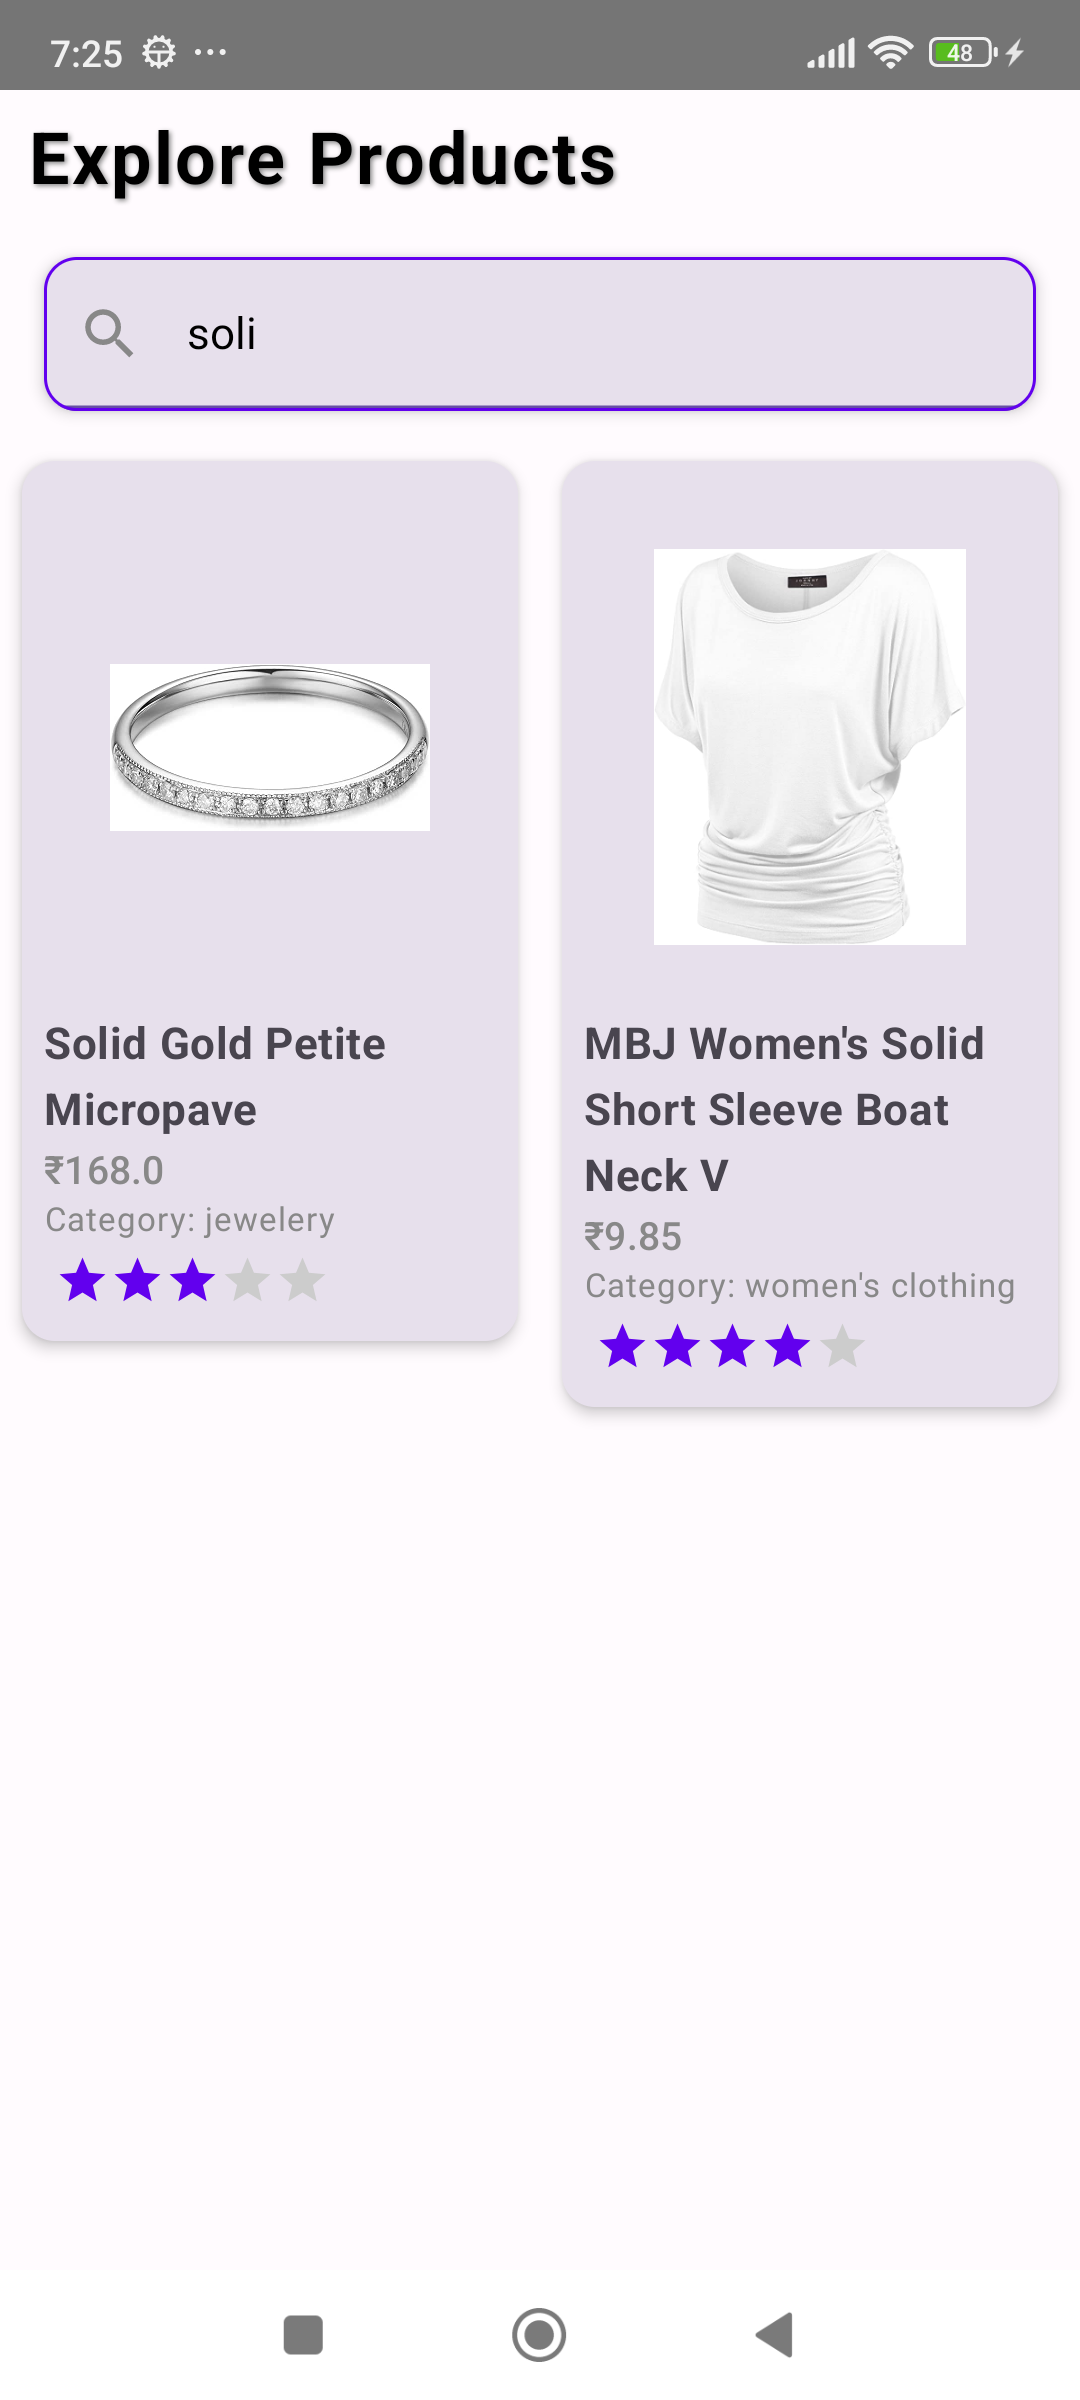 7:25 ... 48
Explore Products
soli
Solid Gold Petite
Micropave
₹168.0
Category: jewelery
MBJ Women's Solid
Short Sleeve Boat
Neck V
₹9.85
Category: women's clothing